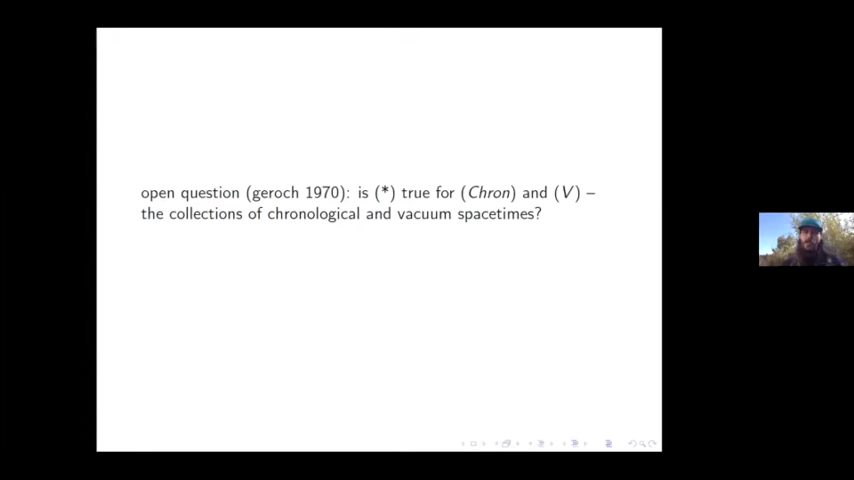 open question (geroch 1970): is (*) true for (Chron) and (V) –
the collections of chronological and vacuum spacetimes?